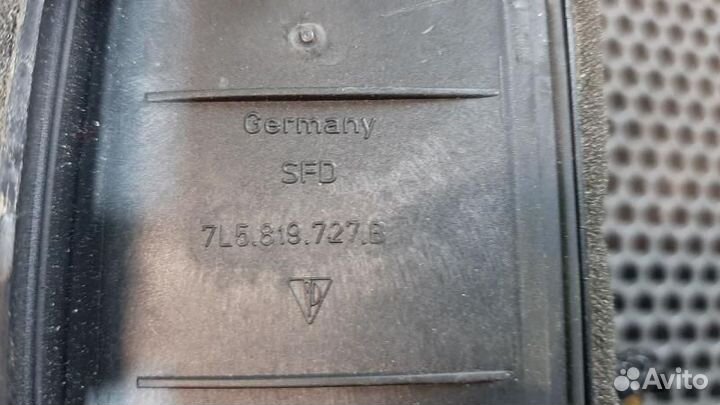 Germany
SFD
7L5.819.727.B
Avito